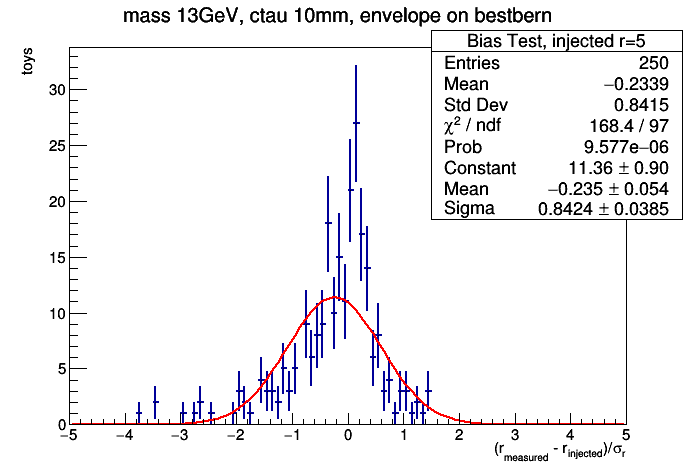 mass 13GeV, ctau 10mm, envelope on bestbern
Bias Test, injected r=5
Entries 250
Mean −0.2339
Std Dev 0.8415
χ² / ndf 168.4 / 97
Prob 9.577e−06
Constant 11.36 ± 0.90
Mean −0.235 ± 0.054
Sigma 0.8424 ± 0.0385
toys
30
25
20
15
10
5
0
−5 −4 −3 −2 −1 0 1 2 3 4 5
(r_measured - r_injected)/σ_r